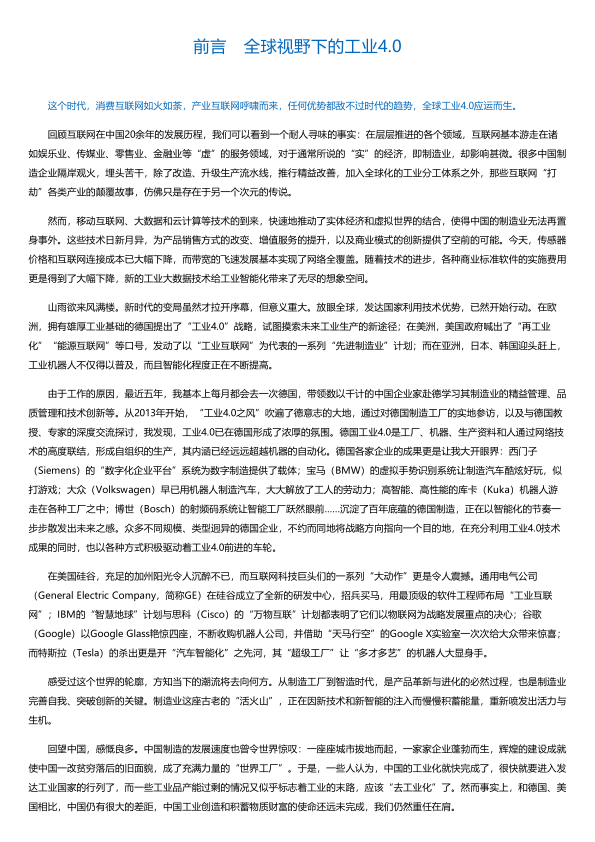 前言　全球视野下的工业4.0
这个时代，消费互联网如火如荼，产业互联网呼啸而来，任何优势都敌不过时代的趋势，全球工业4.0应运而生。
回顾互联网在中国20余年的发展历程，我们可以看到一个耐人寻味的事实：在层层推进的各个领域，互联网基本游走在诸
如娱乐业、传媒业、零售业、金融业等“虚”的服务领域，对于通常所说的“实”的经济，即制造业，却影响甚微。很多中国制
造企业隔岸观火，埋头苦干，除了改造、升级生产流水线，推行精益改善，加入全球化的工业分工体系之外，那些互联网“打
劫”各类产业的颠覆故事，仿佛只是存在于另一个次元的传说。
然而，移动互联网、大数据和云计算等技术的到来，快速地推动了实体经济和虚拟世界的结合，使得中国的制造业无法再置
身事外。这些技术日新月异，为产品销售方式的改变、增值服务的提升，以及商业模式的创新提供了空前的可能。今天，传感器
价格和互联网连接成本已大幅下降，而带宽的飞速发展基本实现了网络全覆盖。随着技术的进步，各种商业标准软件的实施费用
更是得到了大幅下降，新的工业大数据技术给工业智能化带来了无尽的想象空间。
山雨欲来风满楼。新时代的变局虽然才拉开序幕，但意义重大。放眼全球，发达国家利用技术优势，已然开始行动。在欧
洲，拥有雄厚工业基础的德国提出了“工业4.0”战略，试图摸索未来工业生产的新途径；在美洲，美国政府喊出了“再工业
化”“能源互联网”等口号，发动了以“工业互联网”为代表的一系列“先进制造业”计划；而在亚洲，日本、韩国迎头赶上，
工业机器人不仅得以普及，而且智能化程度正在不断提高。
由于工作的原因，最近五年，我基本上每月都会去一次德国，带领数以千计的中国企业家赴德学习其制造业的精益管理、品
质管理和技术创新等。从2013年开始，“工业4.0之风”吹遍了德意志的大地，通过对德国制造工厂的实地参访，以及与德国教
授、专家的深度交流探讨，我发现，工业4.0已在德国形成了浓厚的氛围。德国工业4.0是工厂、机器、生产资料和人通过网络技
术的高度联结，形成自组织的生产，其内涵已经远远超越机器的自动化。德国各家企业的成果更是让我大开眼界：西门子
（Siemens）的“数字化企业平台”系统为数字制造提供了载体；宝马（BMW）的虚拟手势识别系统让制造汽车酷炫好玩，似
打游戏；大众（Volkswagen）早已用机器人制造汽车，大大解放了工人的劳动力；高智能、高性能的库卡（Kuka）机器人游
走在各种工厂之中；博世（Bosch）的射频码系统让智能工厂跃然眼前……沉淀了百年底蕴的德国制造，正在以智能化的节奏一
步步散发出未来之感。众多不同规模、类型迥异的德国企业，不约而同地将战略方向指向一个目的地，在充分利用工业4.0技术
成果的同时，也以各种方式积极驱动着工业4.0前进的车轮。
在美国硅谷，充足的加州阳光令人沉醉不已，而互联网科技巨头们的一系列“大动作”更是令人震撼。通用电气公司
（General Electric Company，简称GE）在硅谷成立了全新的研发中心，招兵买马，用最顶级的软件工程师布局“工业互联
网”；IBM的“智慧地球”计划与思科（Cisco）的“万物互联”计划都表明了它们以物联网为战略发展重点的决心；谷歌
（Google）以Google Glass艳惊四座，不断收购机器人公司，并借助“天马行空”的Google X实验室一次次给大众带来惊喜；
而特斯拉（Tesla）的杀出更是开“汽车智能化”之先河，其“超级工厂”让“多才多艺”的机器人大显身手。
感受过这个世界的轮廓，方知当下的潮流将去向何方。从制造工厂到智造时代，是产品革新与进化的必然过程，也是制造业
完善自我、突破创新的关键。制造业这座古老的“活火山”，正在因新技术和新智能的注入而慢慢积蓄能量，重新喷发出活力与
生机。
回望中国，感慨良多。中国制造的发展速度也曾令世界惊叹：一座座城市拔地而起，一家家企业蓬勃而生，辉煌的建设成就
使中国一改贫穷落后的旧面貌，成了充满力量的“世界工厂”。于是，一些人认为，中国的工业化就快完成了，很快就要进入发
达工业国家的行列了，而一些工业品产能过剩的情况又似乎标志着工业的末路，应该“去工业化”了。然而事实上，和德国、美
国相比，中国仍有很大的差距，中国工业创造和积蓄物质财富的使命还远未完成，我们仍然重任在肩。